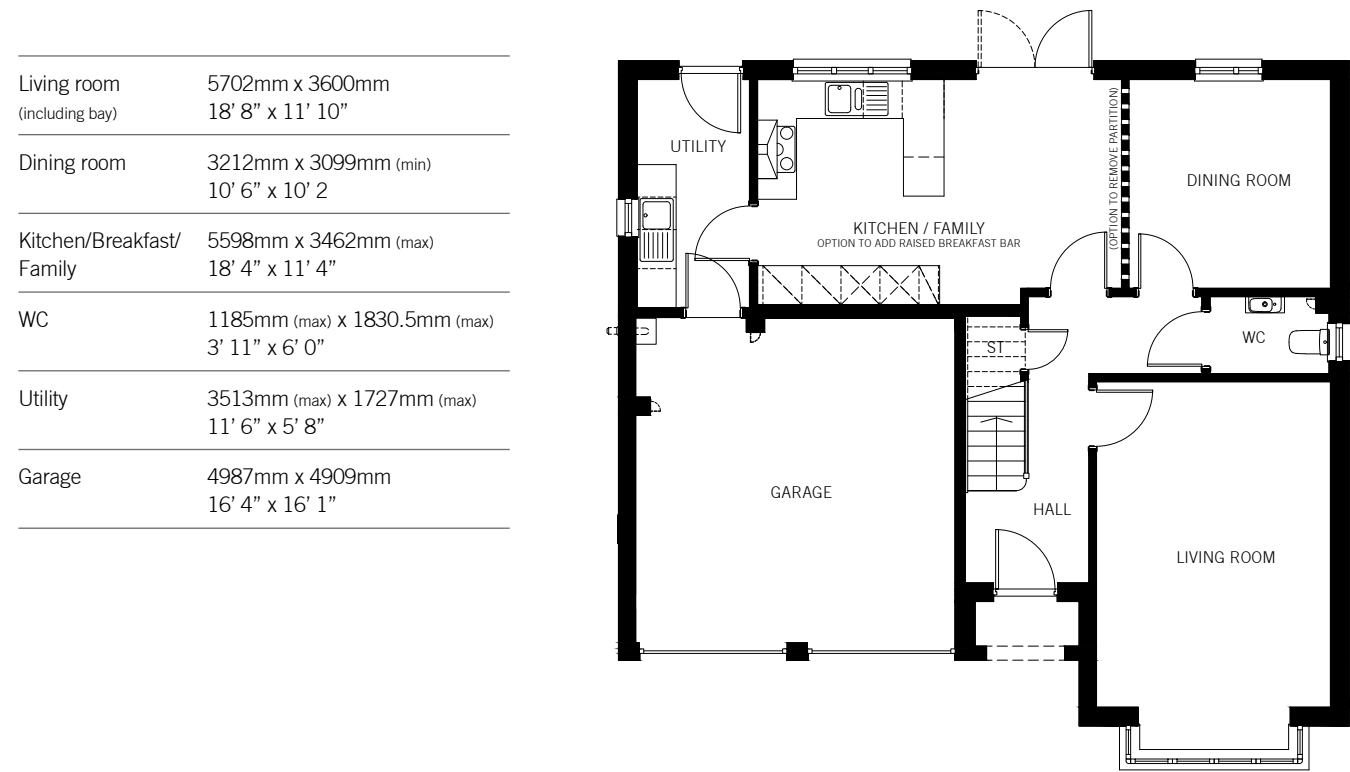 Living room 5702mm x 3600mm
(including bay) 18’ 8” x 11’ 10”
Dining room 3212mm x 3099mm (min)
10’ 6” x 10’ 2
Kitchen/Breakfast/ 5598mm x 3462mm (max)
Family 18’ 4” x 11’ 4”
WC 1185mm (max) x 1830.5mm (max)
3’ 11” x 6’ 0”
Utility 3513mm (max) x 1727mm (max)
11’ 6” x 5’ 8”
Garage 4987mm x 4909mm
16’ 4” x 16’ 1”
UTILITY
KITCHEN / FAMILY
OPTION TO ADD RAISED BREAKFAST BAR
(OPTION TO REMOVE PARTITION)
DINING ROOM
ST
WC
GARAGE
HALL
LIVING ROOM